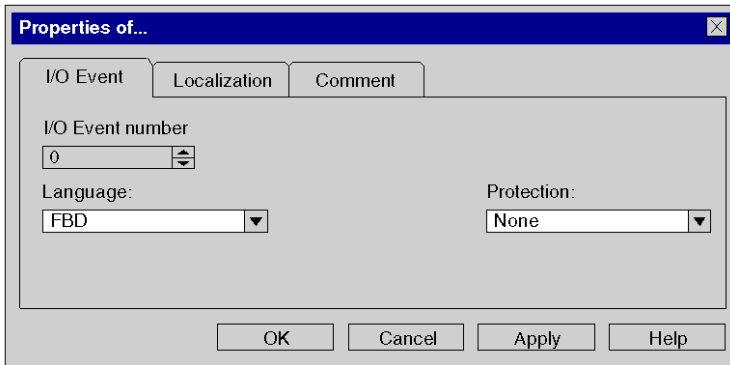 Properties of...
I/O Event
Localization
Comment
I/O Event number
0
Language:
Protection:
FBD
None
OK
Cancel
Apply
Help